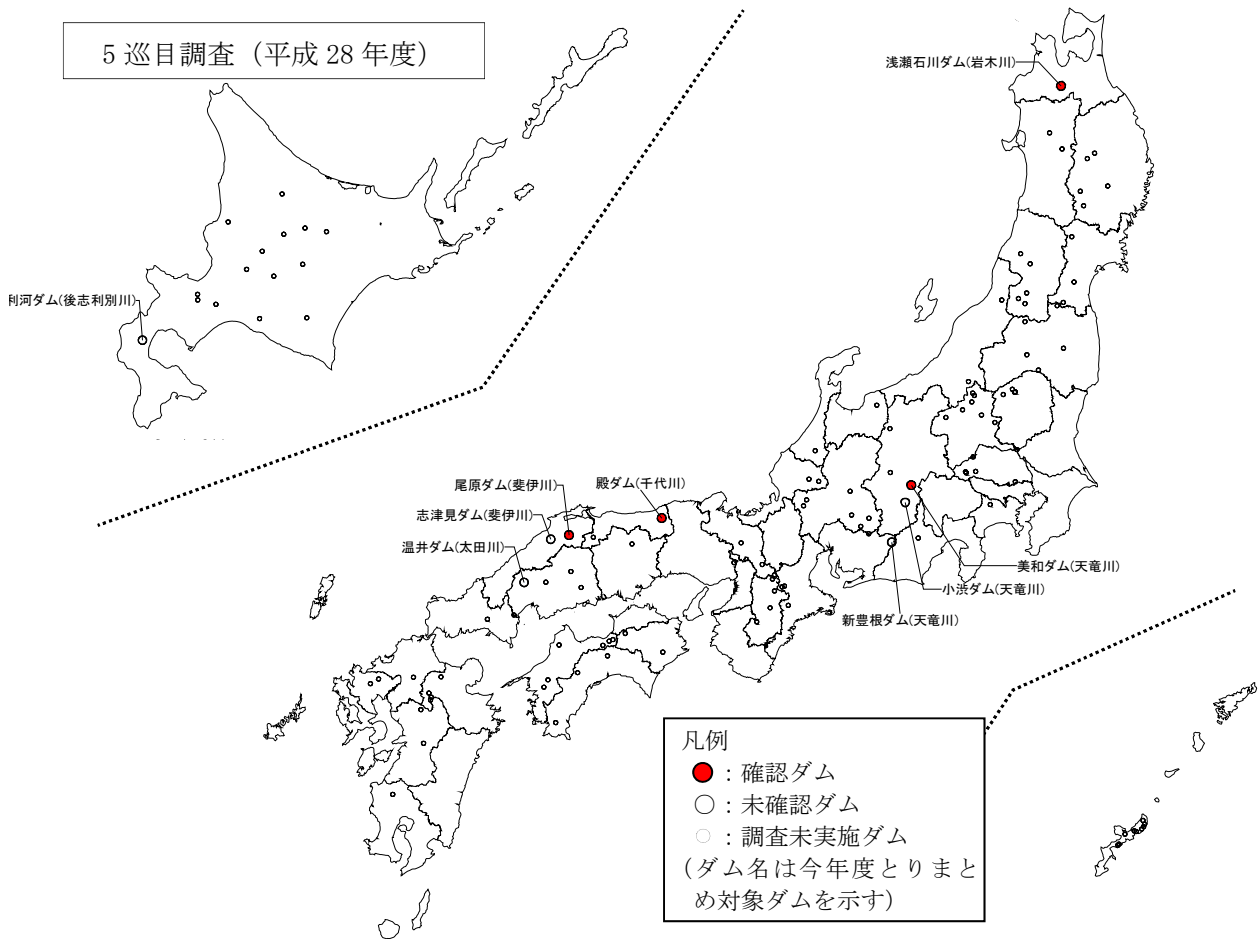 5 巡目調査（平成 28 年度）
浅瀬石川ダム(岩木川)
利河ダム(後志利別川)
尾原ダム(斐伊川)
殿ダム(千代川)
志津見ダム(斐伊川)
温井ダム(太田川)
美和ダム(天竜川)
小渋ダム(天竜川)
新豊根ダム(天竜川)
凡例
：確認ダム
：未確認ダム
：調査未実施ダム
（ダム名は今年度とりまと
め対象ダムを示す）